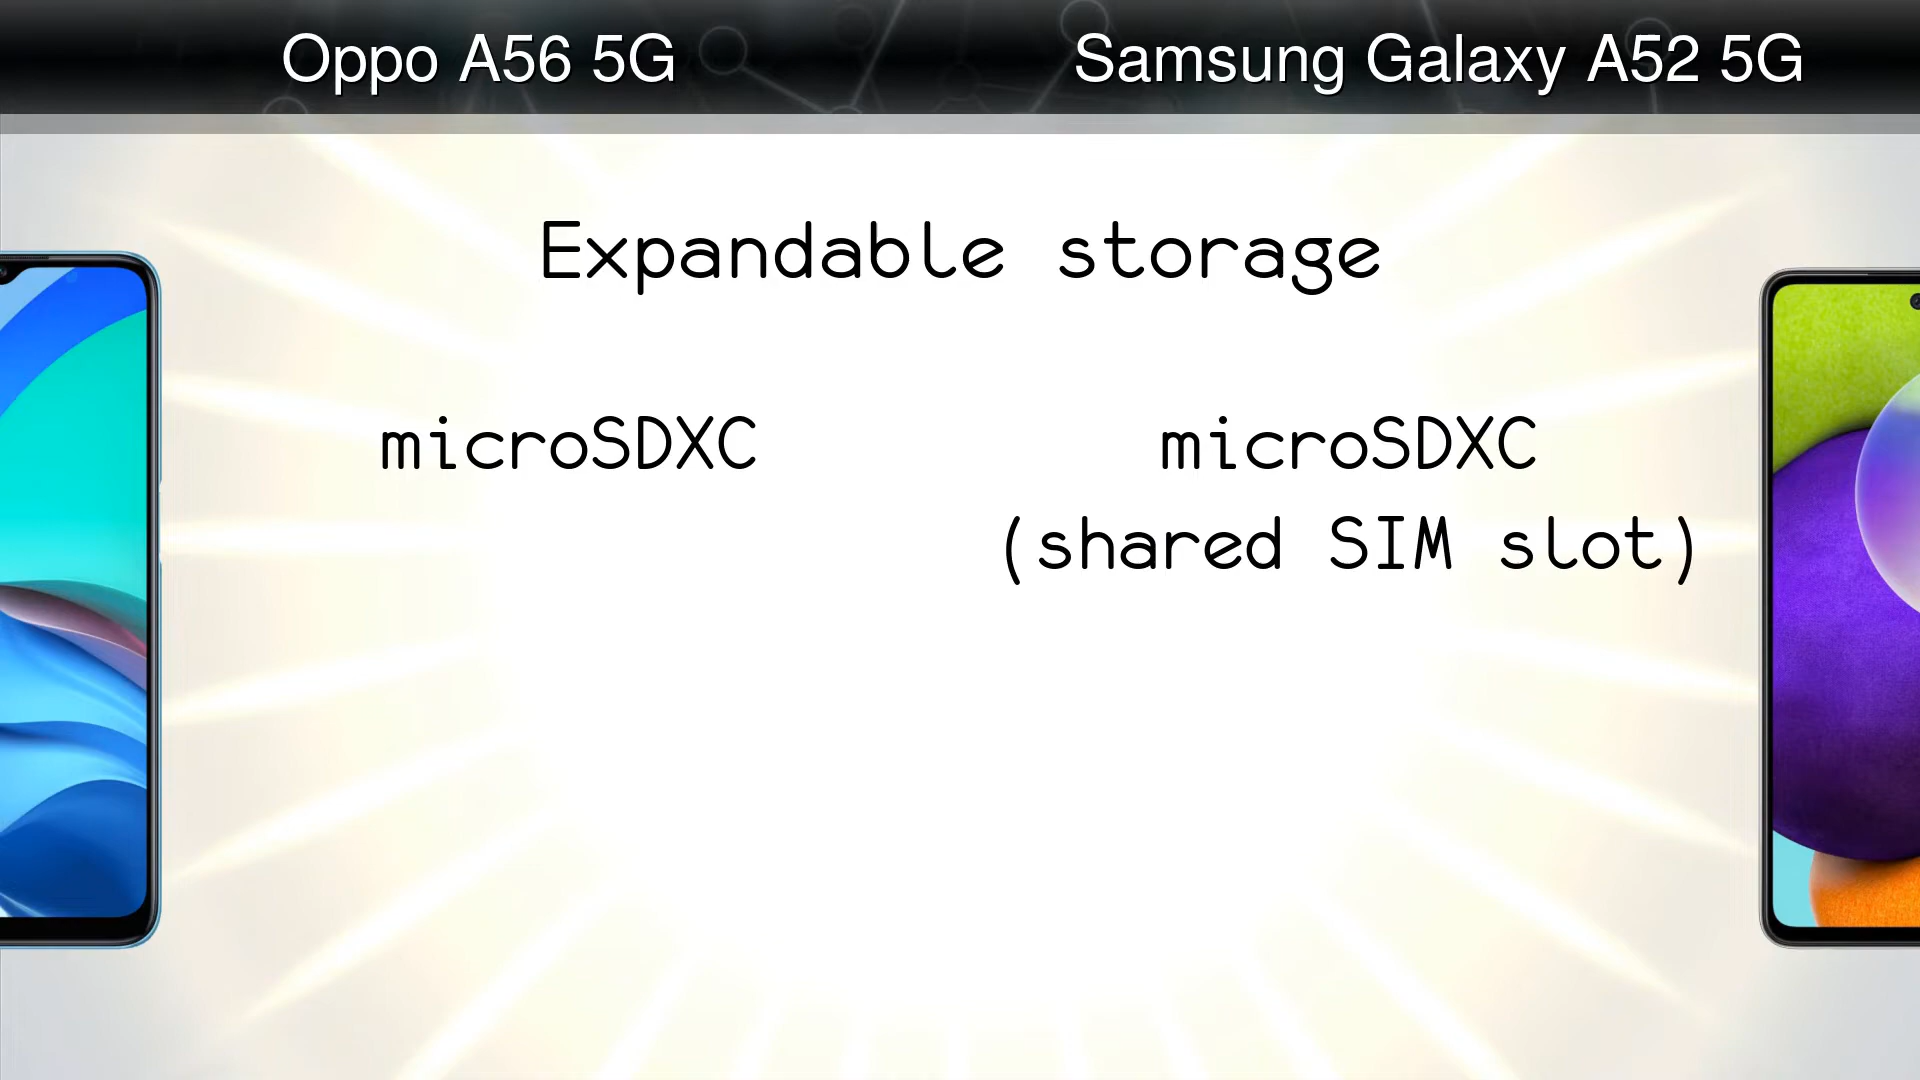 Oppo A56 5G
Samsung Galaxy A52 5G
Expandable storage
microSDXC
microSDXC
(shared SIM slot)